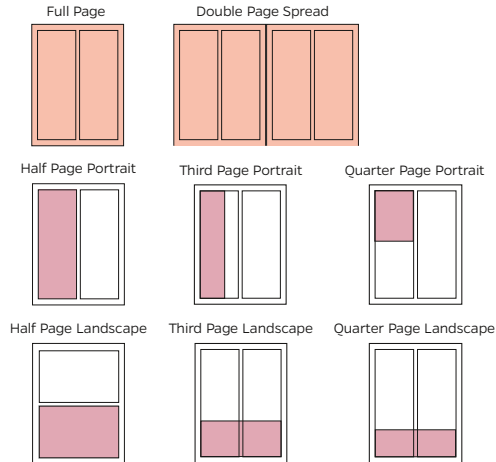 Full Page
Double Page Spread
Half Page Portrait
Third Page Portrait
Quarter Page Portrait
Half Page Landscape
Third Page Landscape
Quarter Page Landscape